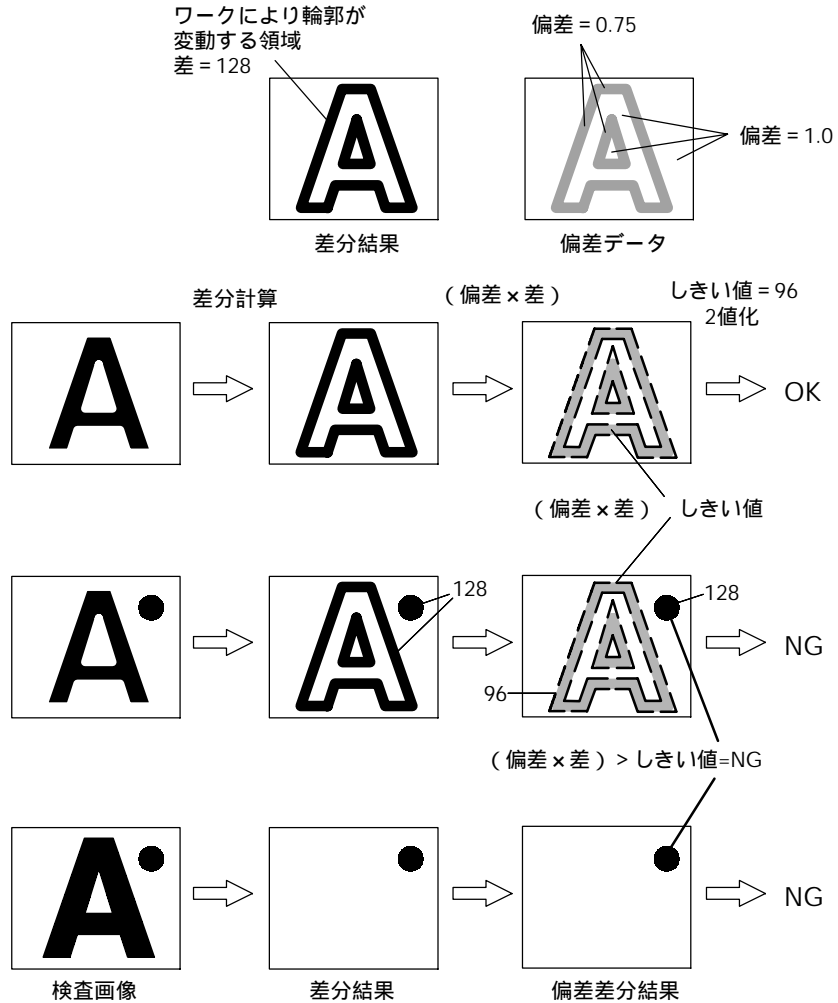 ワークにより輪郭が
変動する領域
差 = 128
偏差 = 0.75
偏差 = 1.0
差分結果
偏差データ
差分計算
( 偏差 × 差 )
しきい値 = 96
2値化
OK
( 偏差 × 差 ) しきい値
128
128
96
NG
( 偏差 × 差 ) > しきい値=NG
NG
検査画像
差分結果
偏差差分結果